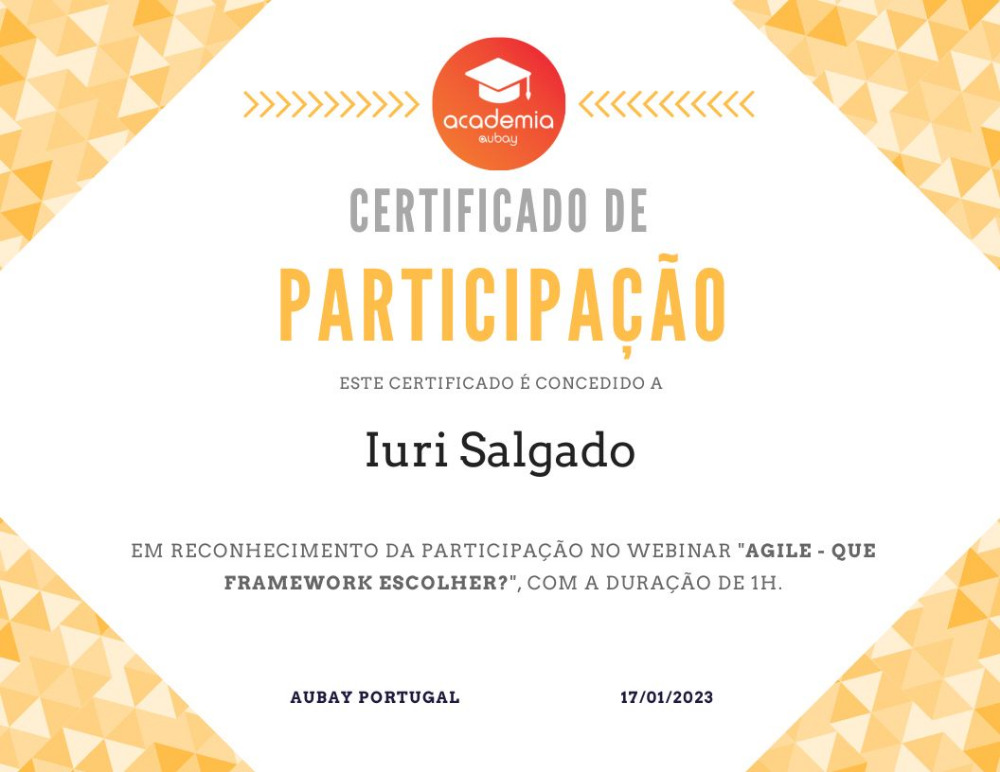 academia
aubay
CERTIFICADO DE
PARTICIPAÇÃO
ESTE CERTIFICADO É CONCEDIDO A
Iuri Salgado
EM RECONHECIMENTO DA PARTICIPAÇÃO NO WEBINAR "AGILE - QUE
FRAMEWORK ESCOLHER?", COM A DURAÇÃO DE 1H.
AUBAY PORTUGAL 17/01/2023